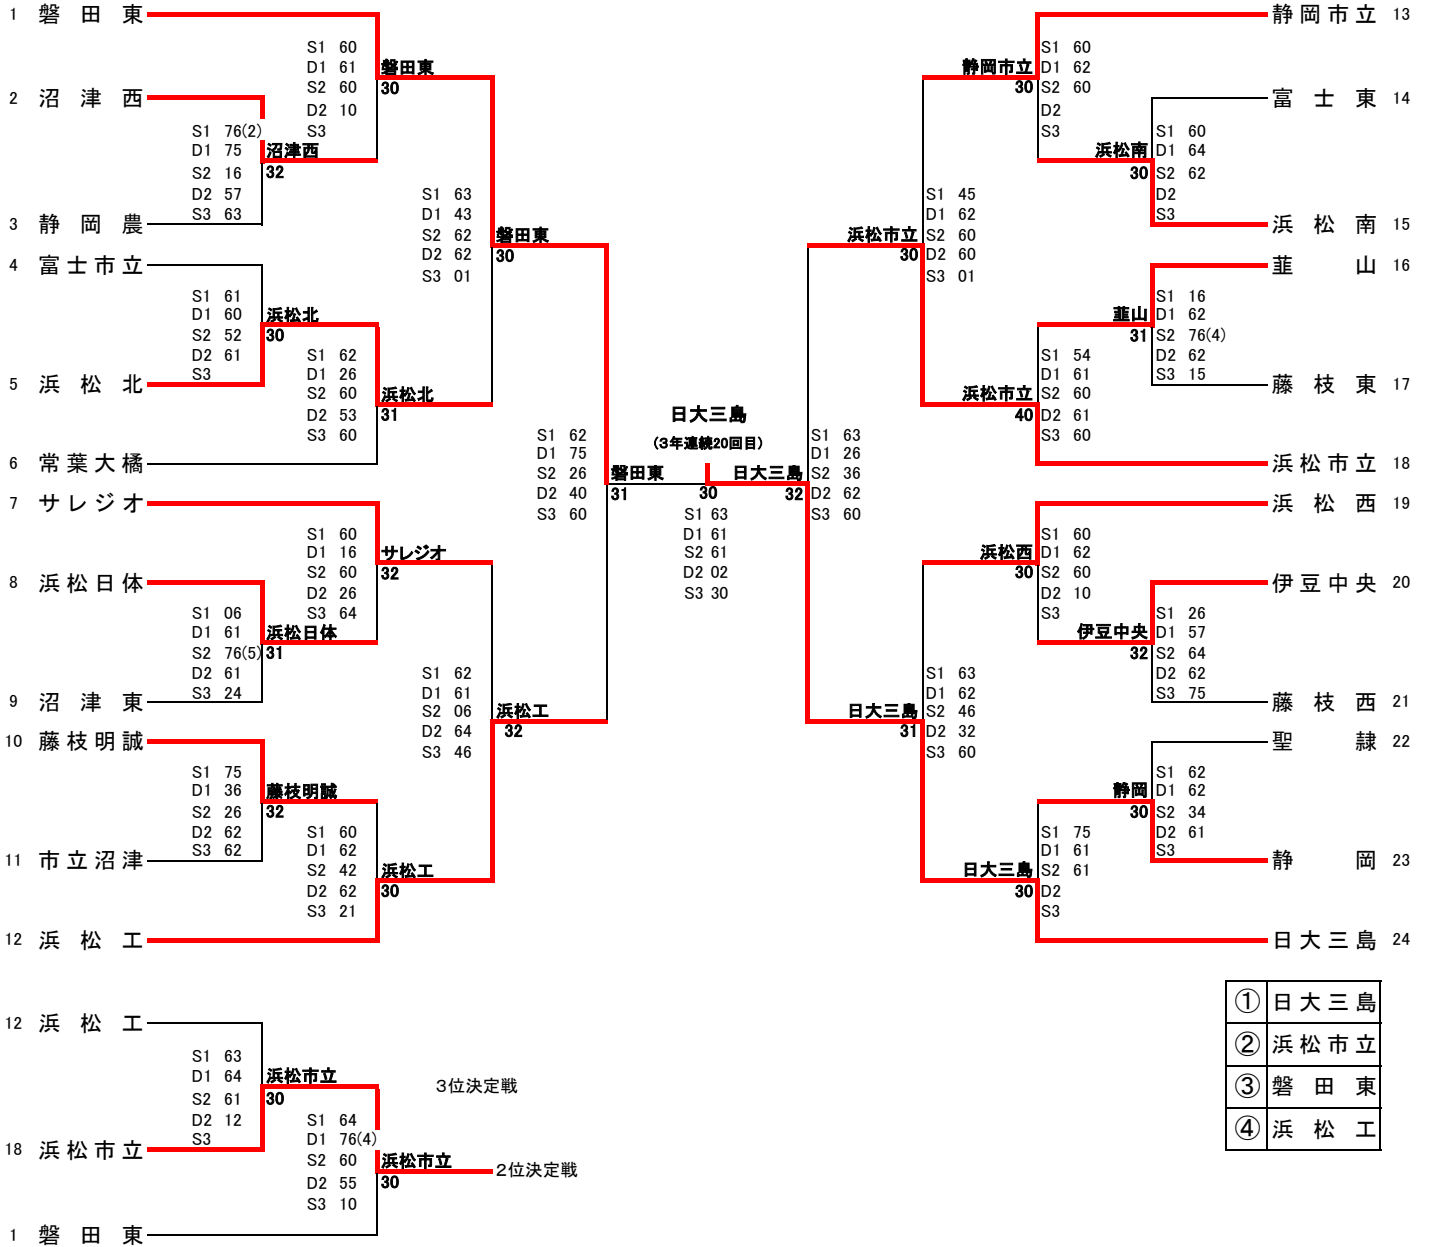 1 磐田東
S1 60
D1 61
S2 60
D2 10
S3
磐田東
30
2 沼津西
S1 76(2)
D1 75
S2 16
D2 57
S3 63
沼津西
32
3 静岡農
S1 63
D1 43
S2 62
D2 62
S3 01
磐田東
30
4 富士市立
S1 61
D1 60
S2 52
D2 61
S3
浜松北
30
5 浜松北
S1 62
D1 26
S2 60
D2 53
S3 60
浜松北
31
6 常葉大橘
S1 62
D1 75
S2 26
D2 40
S3 60
磐田東
31
7 サレジオ
S1 60
D1 16
S2 60
D2 26
S3 64
サレジオ
32
8 浜松日体
S1 06
D1 61
S2 76(5)
D2 61
S3 24
浜松日体
31
9 沼津東
S1 62
D1 61
S2 06
D2 64
S3 46
浜松工
32
10 藤枝明誠
S1 75
D1 36
S2 26
D2 62
S3 62
藤枝明誠
32
11 市立沼津
S1 60
D1 62
S2 42
D2 62
S3 21
浜松工
30
12 浜松工
日大三島
(3年連続20回目)
30
S1 63
D1 61
S2 61
D2 02
S3 30
静岡市立 13
静岡市立
30
S1 60
D1 62
S2 60
D2
S3
富士東 14
浜松南
30
S1 60
D1 64
S2 62
D2
S3
浜松南 15
浜松市立
30
S1 45
D1 62
S2 60
D2 60
S3 01
韮山 16
韮山
31
S1 16
D1 62
S2 76(4)
D2 62
S3 15
藤枝東 17
浜松市立
40
S1 54
D1 61
S2 60
D2 61
S3 60
浜松市立 18
日大三島
32
S1 63
D1 26
S2 36
D2 62
S3 60
浜松西 19
浜松西
30
S1 60
D1 62
S2 60
D2 10
S3
伊豆中央 20
伊豆中央
32
S1 26
D1 57
S2 64
D2 62
S3 75
藤枝西 21
日大三島
31
S1 63
D1 62
S2 46
D2 32
S3 60
聖隷 22
静岡
30
S1 62
D1 62
S2 34
D2 61
S3
静岡 23
日大三島
30
S1 75
D1 61
S2 61
D2
S3
日大三島 24
① 日大三島
② 浜松市立
③ 磐田東
④ 浜松工
12 浜松工
S1 63
D1 64
S2 61
D2 12
S3
浜松市立
30
3位決定戦
18 浜松市立
S1 64
D1 76(4)
S2 60
D2 55
S3 10
浜松市立
30
2位決定戦
1 磐田東